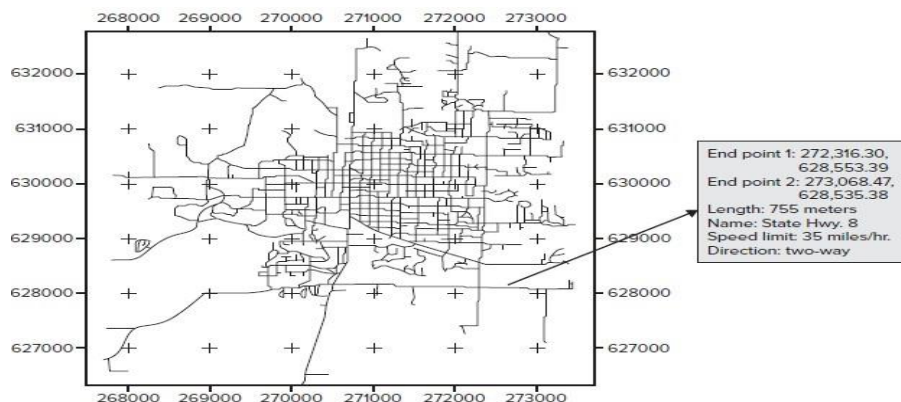 268000 269000 270000 271000 272000 273000
632000 632000
631000 631000
630000 630000
629000 629000
628000 628000
627000 627000
268000 269000 270000 271000 272000 273000
End point 1: 272,316.30,
628,553.39
End point 2: 273,068.47,
628,535.38
Length: 755 meters
Name: State Hwy. 8
Speed limit: 35 miles/hr.
Direction: two-way